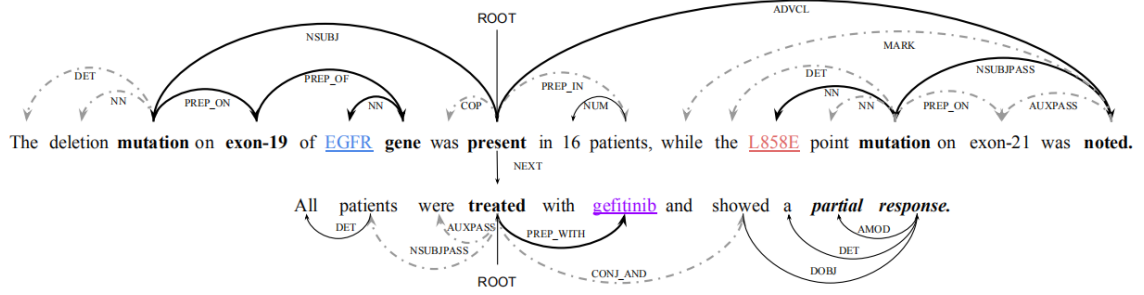 ROOT
ADVCL
NSUBJ
MARK
DET
PREP_OF
PREP_IN
DET
NSUBJPASS
NN
PREP_ON
NN
COP
NUM
NN
NN
PREP_ON
AUXPASS
The deletion mutation on exon-19 of EGFR gene was present in 16 patients, while the L858E point mutation on exon-21 was noted.
NEXT
All patients were treated with gefitinib and showed a partial response.
DET
AUXPASS
PREP_WITH
AMOD
NSUBJPASS
DET
CONJ_AND
DOBJ
ROOT